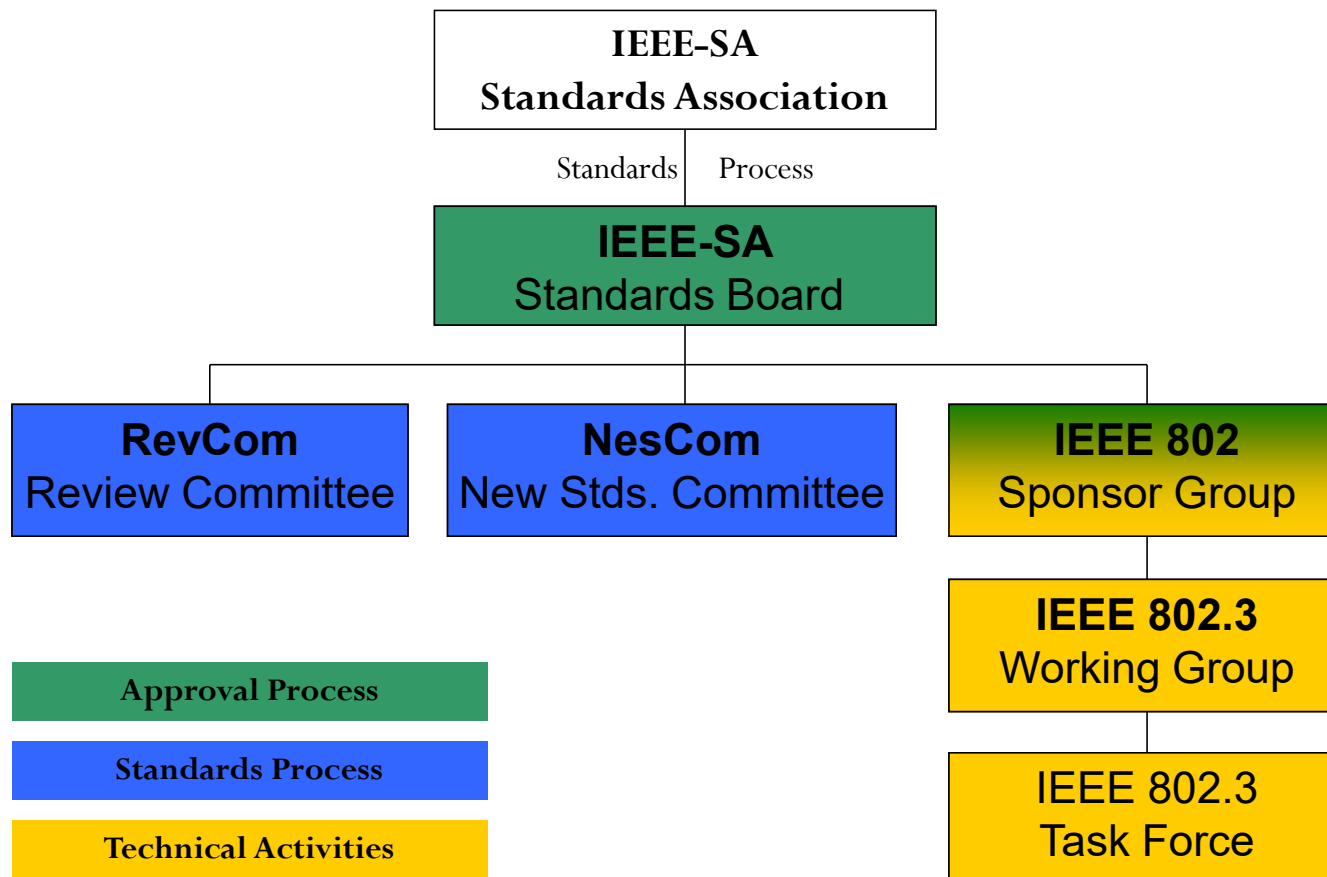 IEEE-SA
Standards Association
Standards Process
IEEE-SA
Standards Board
RevCom
Review Committee
NesCom
New Stds. Committee
IEEE 802
Sponsor Group
IEEE 802.3
Working Group
IEEE 802.3
Task Force
Approval Process
Standards Process
Technical Activities